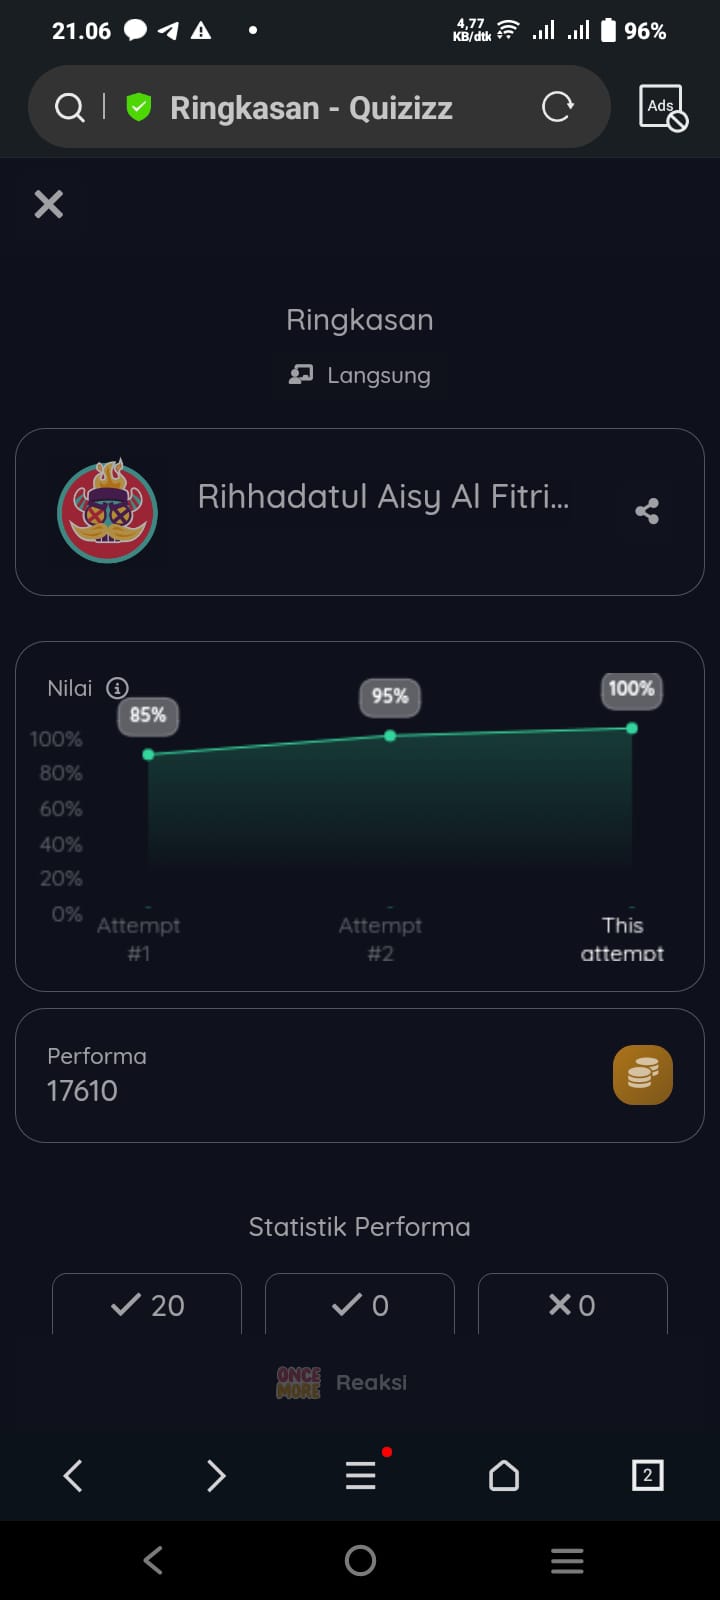 21.06
4,77
KB/dtk
96%
Ringkasan - Quizizz
Ads
Ringkasan
Langsung
Rihhadatul Aisy Al Fitri...
Nilai
85%
95%
100%
100%
80%
60%
40%
20%
0%
Attempt
#1
Attempt
#2
This
attempt
Performa
17610
Statistik Performa
20
0
0
ONCE
MORE
Reaksi
2